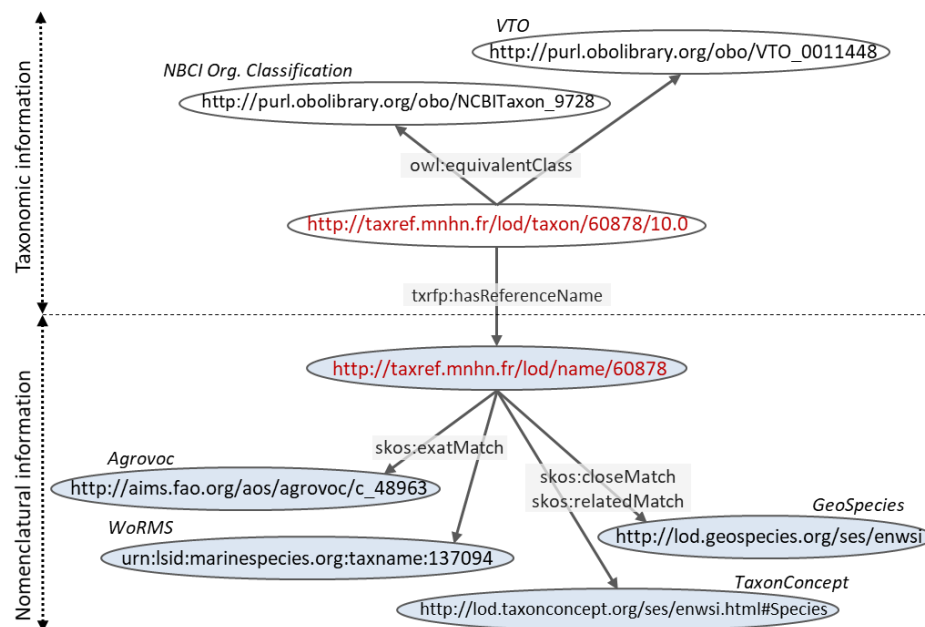 VTO
http://purl.obolibrary.org/obo/VTO_0011448
NBCI Org. Classification
http://purl.obolibrary.org/obo/NCBITaxon_9728
owl:equivalentClass
http://taxref.mnhn.fr/lod/taxon/60878/10.0
Taxonomic information
txrfp:hasReferenceName
http://taxref.mnhn.fr/lod/name/60878
Nomenclatural information
skos:exatMatch
Agrovoc
http://aims.fao.org/aos/agrovoc/c_48963
skos:closeMatch
skos:relatedMatch
GeoSpecies
http://lod.geospecies.org/ses/enwsi
WoRMS
urn:lsid:marinespecies.org:taxname:137094
TaxonConcept
http://lod.taxonconcept.org/ses/enwsi.html#Species